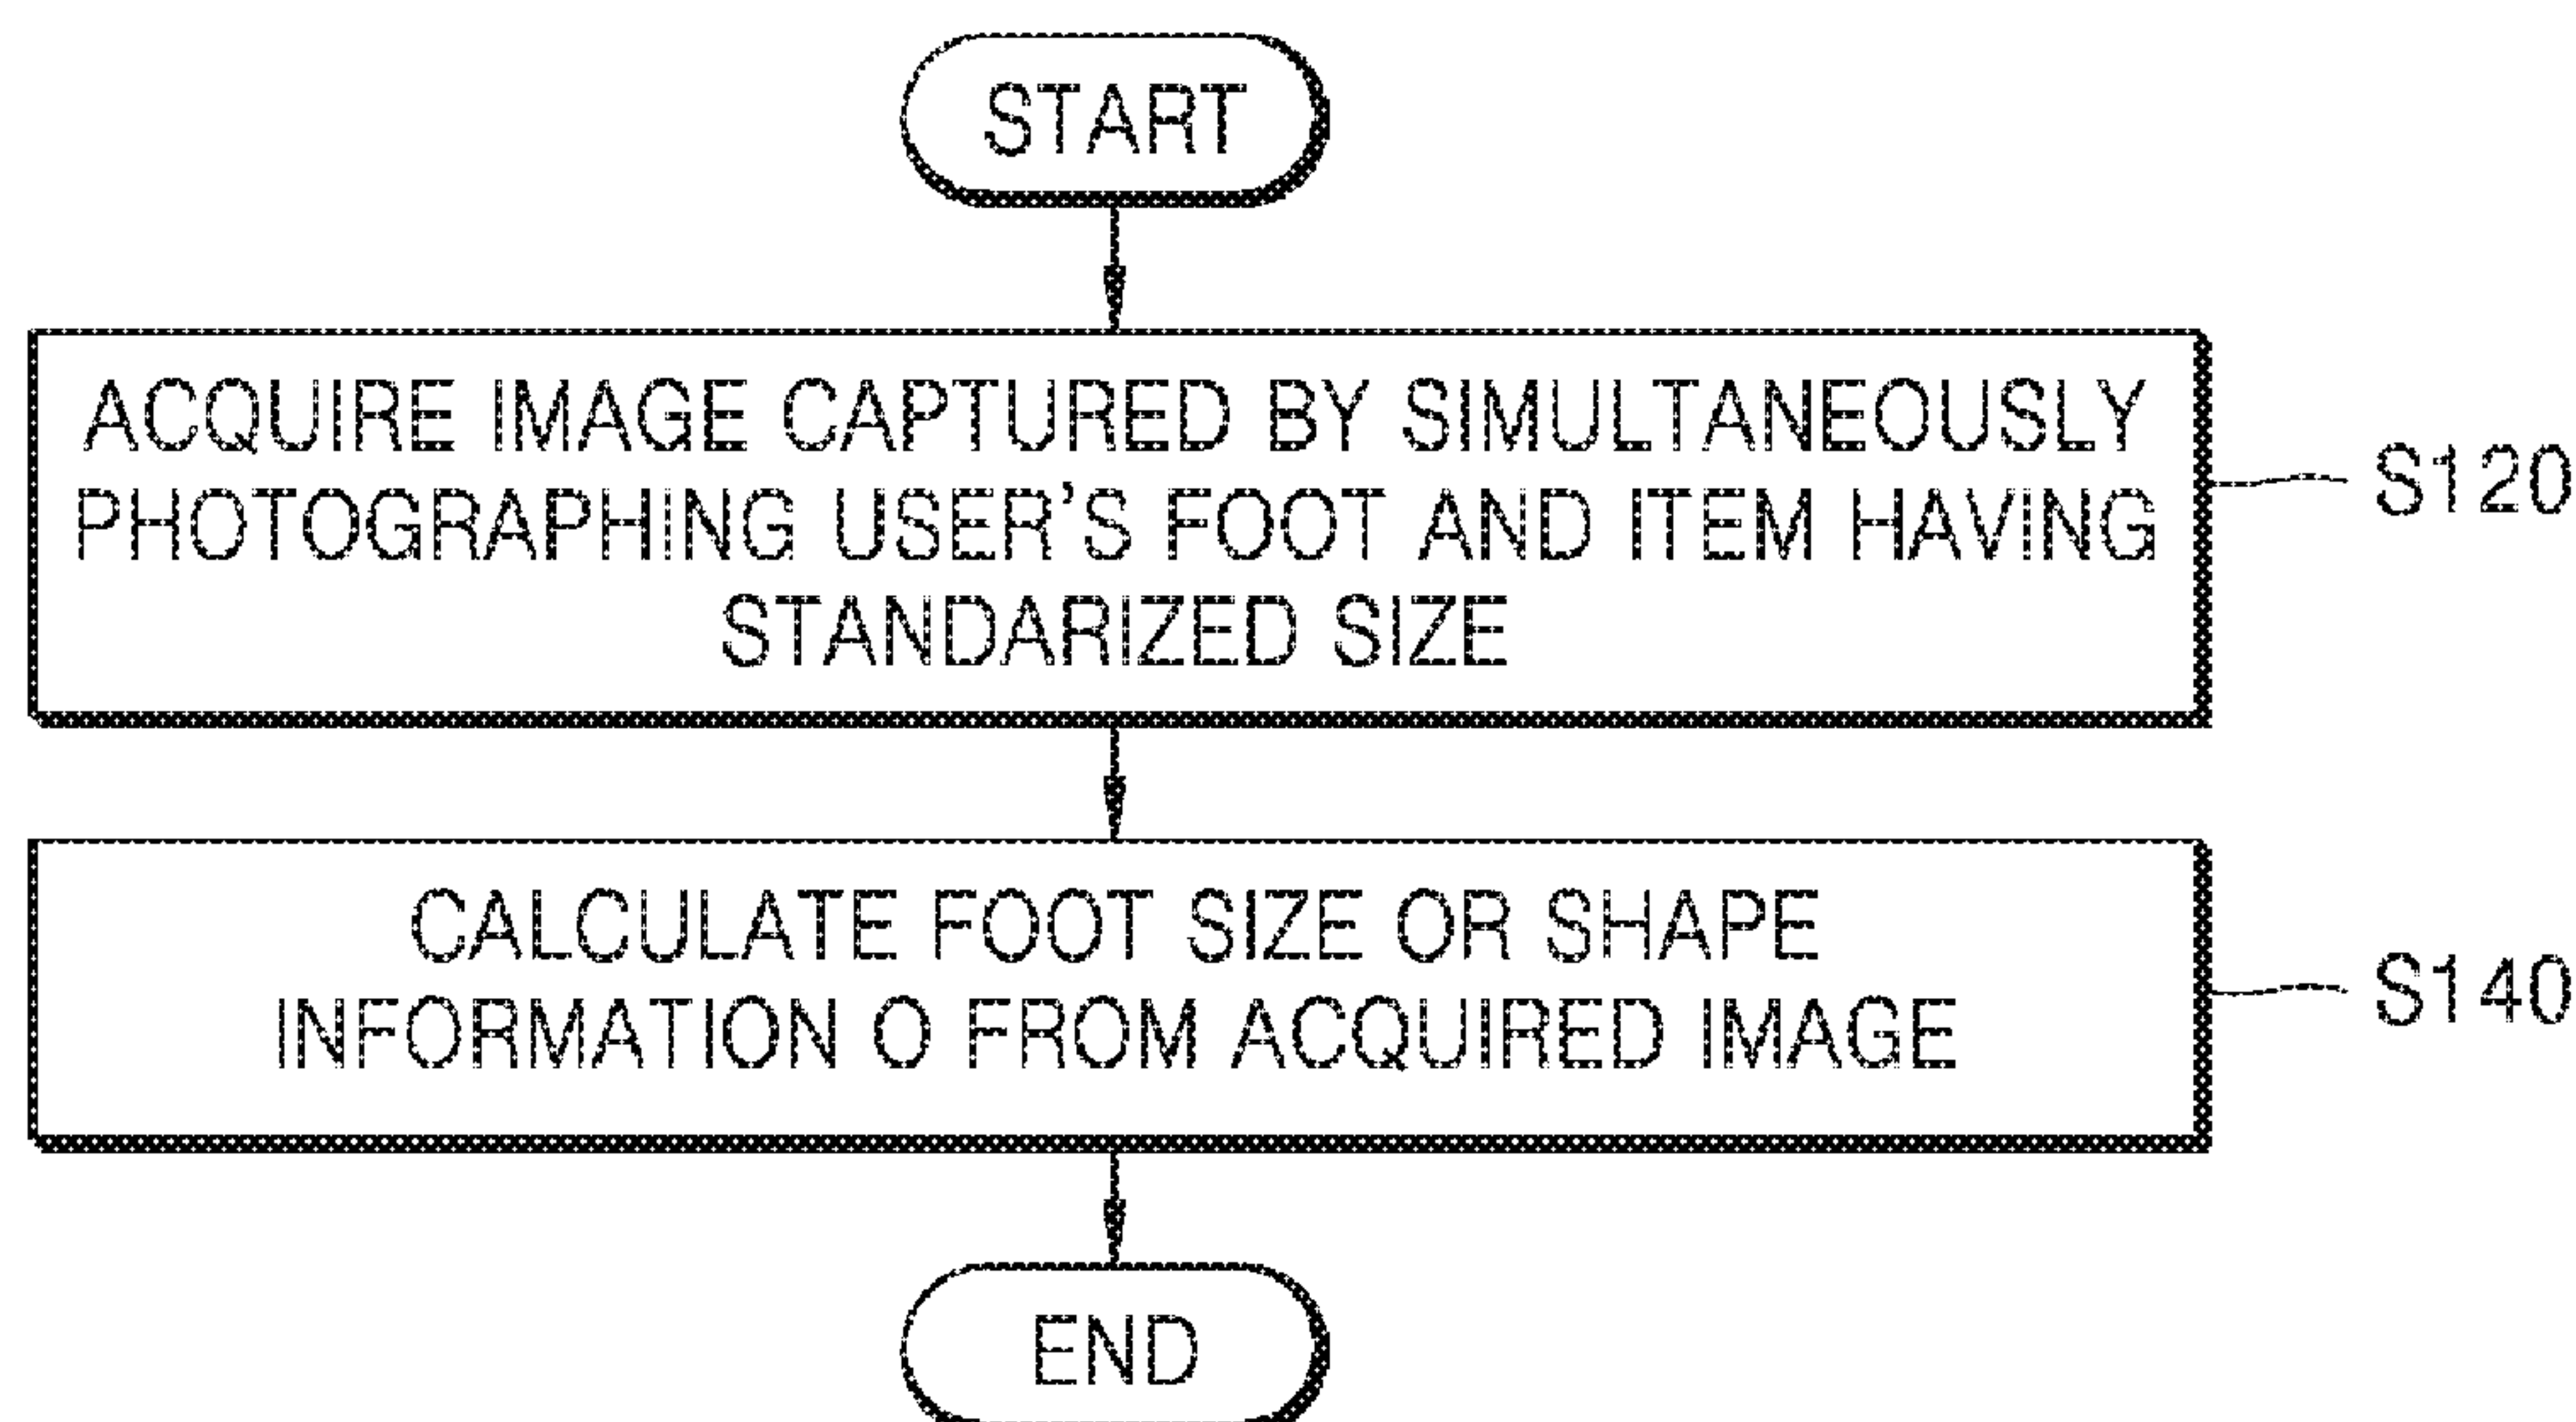 START
ACQUIRE IMAGE CAPTURED BY SIMULTANEOUSLY
PHOTOGRAPHING USER'S FOOT AND ITEM HAVING
STANDARIZED SIZE
S120
CALCULATE FOOT SIZE OR SHAPE
INFORMATION O FROM ACQUIRED IMAGE
S140
END